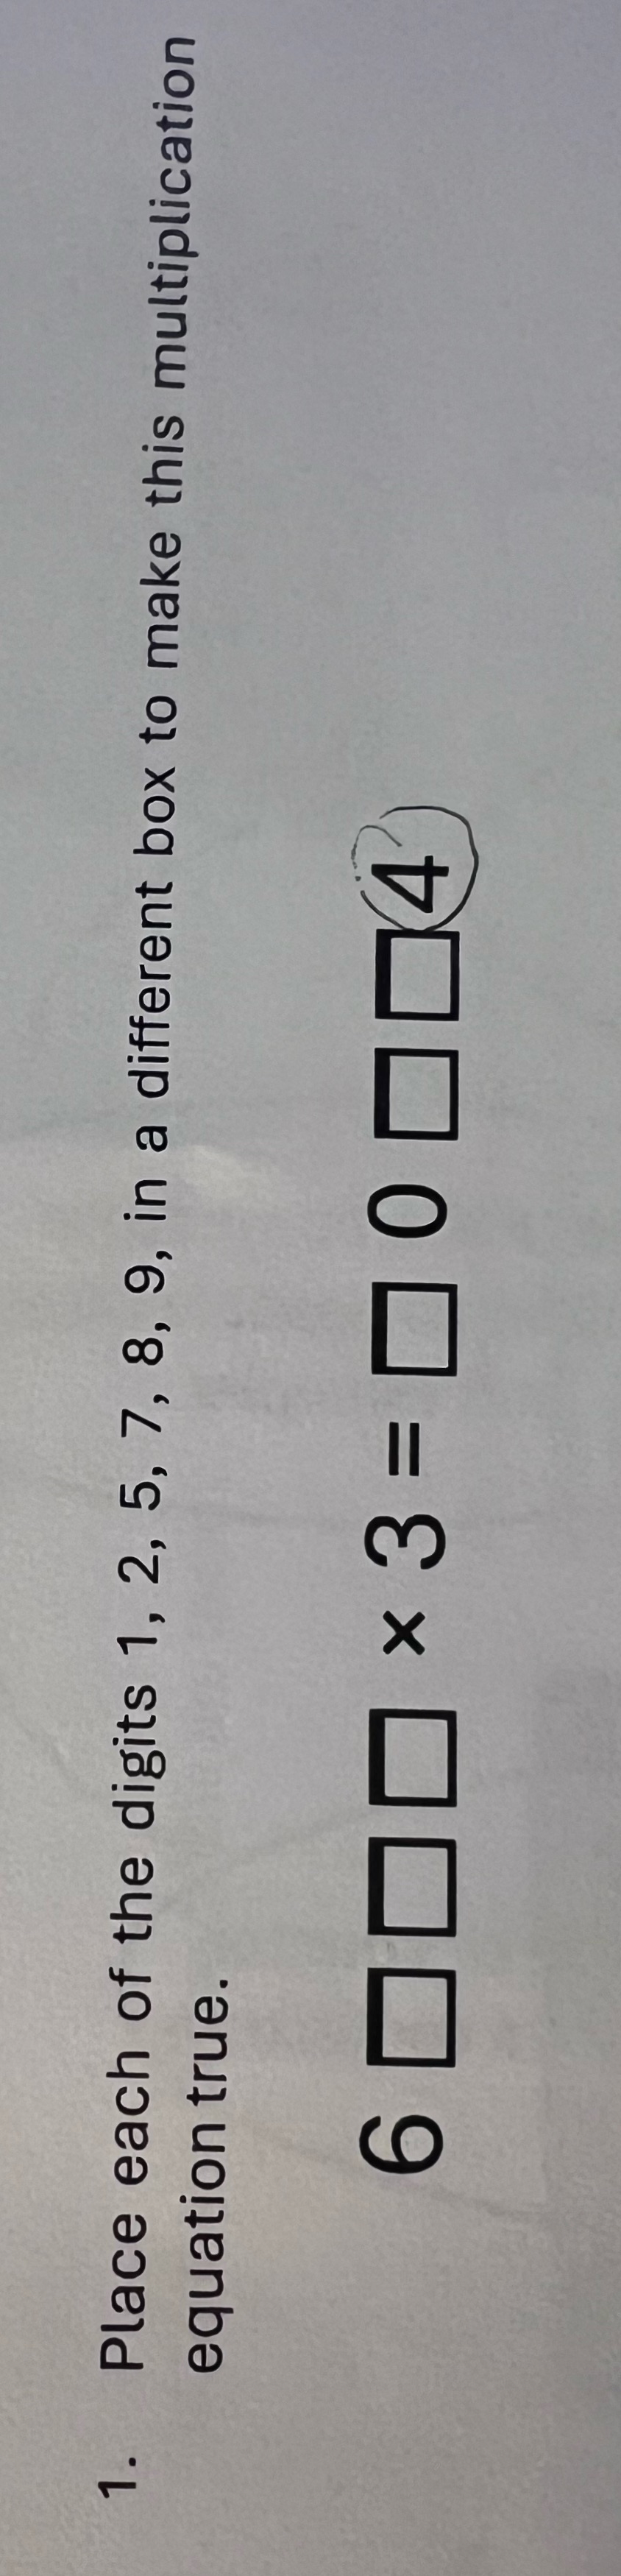 1. Place each of the digits 1, 2, 5, 7, 8, 9, in a different box to make this multiplication
equation true.
6 □ □ □ × 3 = □ 0 □ □ 4